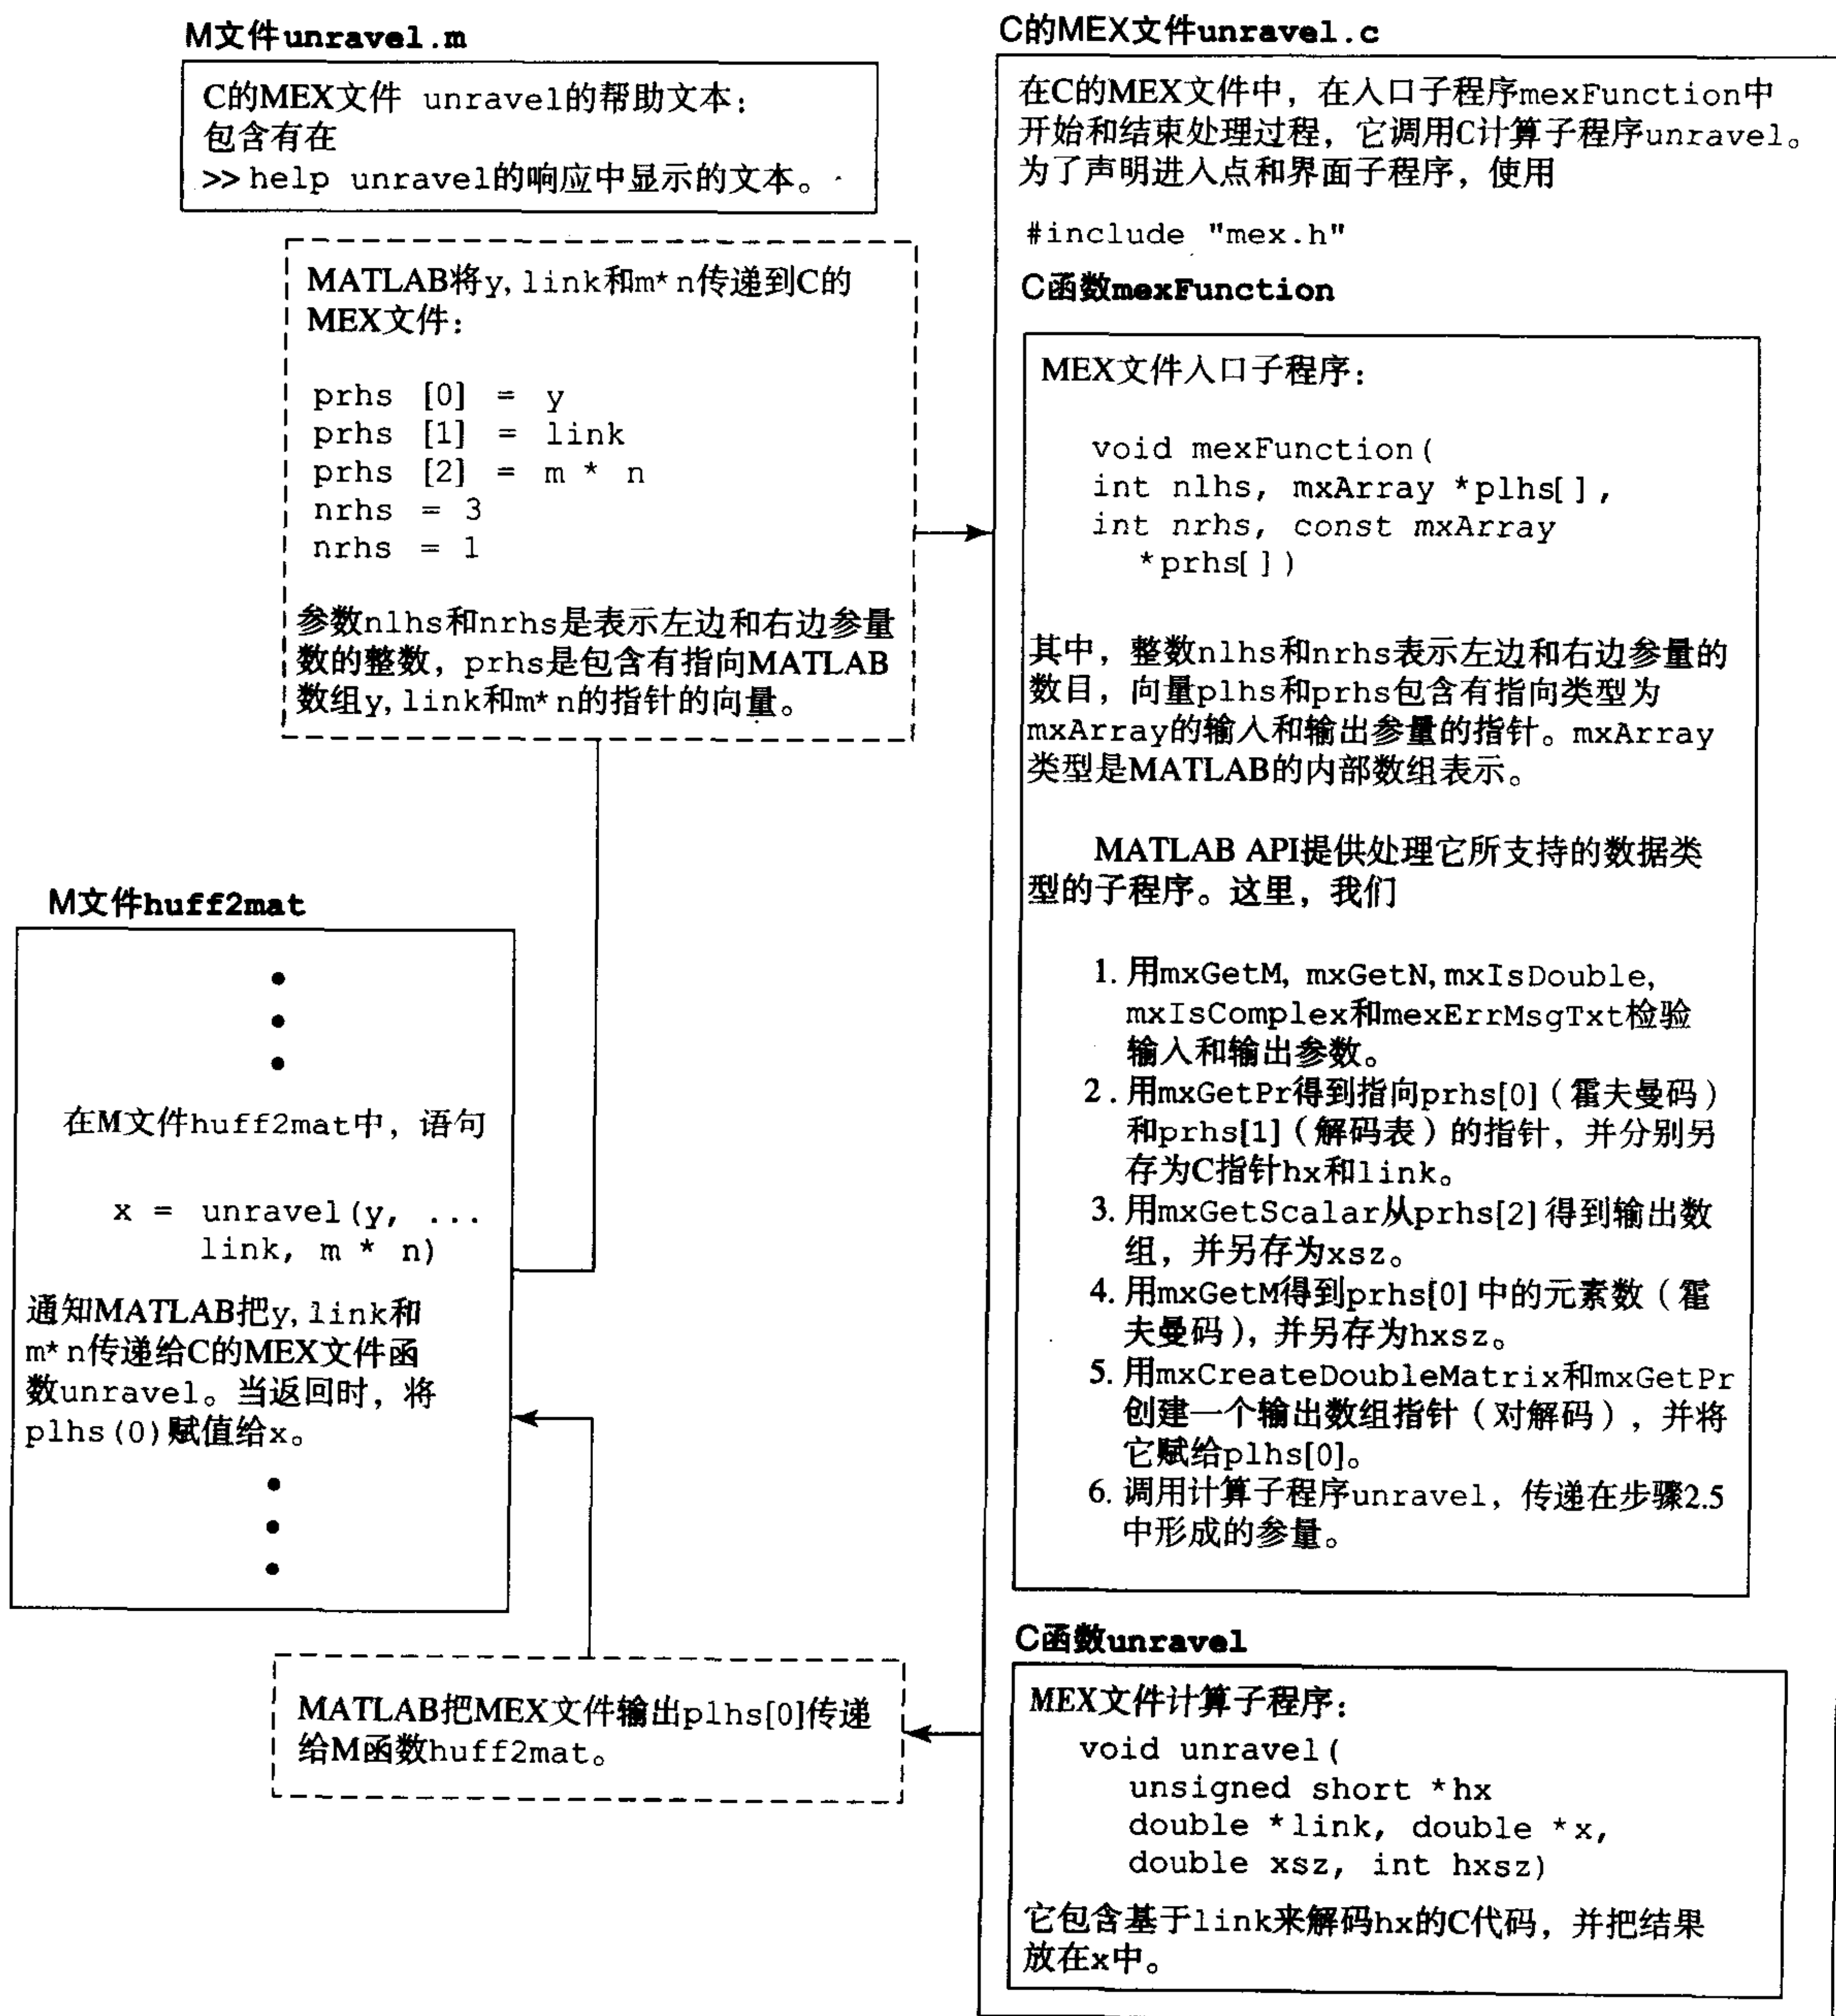 M文件unravel.m
C的MEX文件 unravel的帮助文本：
包含有在
>> help unravel的响应中显示的文本。
MATLAB将y, link和m* n传递到C的
MEX文件：
prhs [0] = y
prhs [1] = link
prhs [2] = m * n
nrhs = 3
nrhs = 1
参数nlhs和nrhs是表示左边和右边参量
数的整数，prhs是包含有指向MATLAB
数组y, link和m* n的指针的向量。
M文件huff2mat
在M文件huff2mat中，语句
x = unravel(y, ...
link, m * n)
通知MATLAB把y, link和
m* n传递给C的MEX文件函
数unravel。当返回时，将
plhs(0)赋值给x。
MATLAB把MEX文件输出plhs[0]传递
给M函数huff2mat。
C的MEX文件unravel.c
在C的MEX文件中，在入口子程序mexFunction中
开始和结束处理过程，它调用C计算子程序unravel。
为了声明进入点和界面子程序，使用
#include "mex.h"
C函数mexFunction
MEX文件入口子程序：
void mexFunction(
int nlhs, mxArray *plhs[],
int nrhs, const mxArray
*prhs[])
其中，整数nlhs和nrhs表示左边和右边参量的
数目，向量plhs和prhs包含有指向类型为
mxArray的输入和输出参量的指针。mxArray
类型是MATLAB的内部数组表示。
MATLAB API提供处理它所支持的数据类
型的子程序。这里，我们
1. 用mxGetM, mxGetN, mxIsDouble,
mxIsComplex和mexErrMsgTxt检验
输入和输出参数。
2. 用mxGetPr得到指向prhs[0]（霍夫曼码）
和prhs[1]（解码表）的指针，并分别另
存为C指针hx和link。
3. 用mxGetScalar从prhs[2]得到输出数
组，并另存为xsz。
4. 用mxGetM得到prhs[0]中的元素数（霍
夫曼码），并另存为hxsz。
5. 用mxCreateDoubleMatrix和mxGetPr
创建一个输出数组指针（对解码），并将
它赋给plhs[0]。
6. 调用计算子程序unravel，传递在步骤2.5
中形成的参量。
C函数unravel
MEX文件计算子程序：
void unravel(
unsigned short *hx
double *link, double *x,
double xsz, int hxsz)
它包含基于link来解码hx的C代码，并把结果
放在x中。